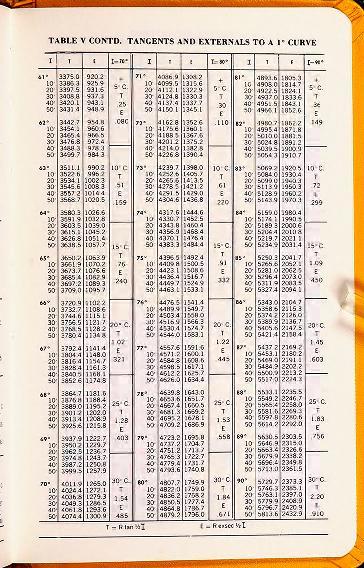 TABLE V CONTD. TANGENTS AND EXTERNALS TO A 1° CURVE
I T E I=70° I T E I=80° I T E I=90°
61° 3375.0 920.2 + 71° 4086.9 1308.2 + 81° 4893.6 1805.3 +
10' 3386.3 925.9 5° C. 10' 4099.5 1315.6 5° C. 10' 4908.0 1814.7 5° C.
20' 3397.5 931.6 T 20' 4112.1 1322.9 T 20' 4922.5 1824.1 T
30' 3408.8 937.3 .25 30' 4124.8 1330.3 .30 30' 4937.0 1833.6 .36
40' 3420.1 943.1 E 40' 4137.4 1337.7 E 40' 4951.5 1843.1 E
50' 3431.4 948.9 50' 4150.1 1345.1 50' 4966.1 1852.6
62° 3442.7 954.8 .080 72° 4162.8 1352.6 .110 82° 4980.7 1862.2 .149
10' 3454.1 960.6 10' 4175.6 1360.1 10' 4995.4 1871.8
20' 3465.4 966.5 20' 4188.5 1367.6 20' 5010.0 1881.5
30' 3476.8 972.4 30' 4201.2 1375.2 30' 5024.8 1891.2
40' 3488.3 978.3 40' 4214.0 1382.8 40' 5039.5 1900.9
50' 3499.7 984.3 50' 4226.8 1390.4 50' 5054.3 1910.7
63° 3511.1 990.2 10° C. 73° 4239.7 1398.0 10° C. 83° 5069.2 1920.5 10° C.
10' 3522.6 996.2 T 10' 4252.6 1405.7 T 10' 5084.0 1930.4 T
20' 3534.1 1002.3 20' 4265.6 1413.5 20' 5099.0 1940.3
30' 3545.6 1008.3 .51 30' 4278.5 1421.2 .61 30' 5113.9 1950.3 .72
40' 3557.2 1014.4 E 40' 4291.5 1429.0 E 40' 5128.9 1960.2 E
50' 3568.7 1020.5 .159 50' 4304.6 1436.8 .220 50' 5143.9 1970.3 .299
64° 3580.3 1026.6 74° 4317.6 1444.6 84° 5159.0 1980.4
10' 3591.9 1032.8 10' 4330.7 1452.5 10' 5174.1 1990.5
20' 3603.5 1039.0 20' 4343.8 1460.4 20' 5189.3 2000.6
30' 3615.1 1045.2 30' 4356.9 1468.4 30' 5204.4 2010.8
40' 3626.8 1051.4 40' 4370.1 1476.4 40' 5219.7 2021.1
50' 3638.5 1057.7 15° C. 50' 4383.3 1484.4 15° C. 50' 5234.9 2031.4 15° C.
65° 3650.2 1063.9 T 75° 4396.5 1492.4 T 85° 5250.3 2041.7 T
10' 3661.9 1070.2 .76 10' 4409.8 1500.5 .91 10' 5265.6 2052.1 1.09
20' 3673.7 1076.6 E 20' 4423.1 1508.6 E 20' 5281.0 2062.5 E
30' 3685.4 1082.9 30' 4436.4 1516.7 30' 5296.4 2073.0
40' 3697.2 1089.3 .240 40' 4449.7 1524.9 .332 40' 5311.9 2083.5 .450
50' 3709.0 1095.7 50' 4463.1 1533.1 50' 5327.4 2094.1
66° 3720.9 1102.2 76° 4476.5 1541.4 86° 5343.0 2104.7
10' 3732.7 1108.6 10' 4489.9 1549.7 10' 5358.6 2115.3
20' 3744.6 1115.1 20' 4503.4 1558.0 20' 5374.2 2126.0
30' 3756.5 1121.7 20° C. 30' 4516.9 1566.3 20° C. 30' 5389.9 2136.7 20° C.
40' 3768.5 1128.2 T 40' 4530.4 1574.7 T 40' 5405.6 2147.5 T
50' 3780.4 1134.8 1.02 50' 4544.0 1583.1 1.22 50' 5421.4 2158.4 1.45
67° 3792.4 1141.4 E 77° 4557.6 1591.6 E 87° 5437.2 2169.2 E
10' 3804.4 1148.0 10' 4571.2 1600.1 10' 5453.1 2180.2
20' 3816.4 1154.7 .321 20' 4584.8 1608.6 .445 20' 5469.0 2191.1 .603
30' 3828.4 1161.3 30' 4598.5 1617.1 30' 5484.9 2202.2
40' 3840.5 1168.1 40' 4612.2 1625.7 40' 5500.9 2213.2
50' 3852.6 1174.8 50' 4626.0 1634.4 50' 5517.0 2224.3
68° 3864.7 1181.6 78° 4639.8 1643.0 88° 5533.1 2235.5
10' 3876.8 1188.4 10' 4653.6 1651.7 10' 5549.2 2246.7
20' 3889.0 1195.2 25° C. 20' 4667.4 1660.5 25° C. 20' 5565.4 2258.0 25° C.
30' 3901.2 1202.0 T 30' 4681.3 1669.2 T 30' 5581.6 2269.3 T
40' 3913.4 1208.9 1.28 40' 4695.2 1678.1 1.53 40' 5597.8 2280.6 1.83
50' 3925.6 1215.8 E 50' 4709.2 1686.9 E 50' 5614.2 2292.0 E
69° 3937.9 1222.7 .403 79° 4723.2 1695.8 .558 89° 5630.5 2303.5 .756
10' 3950.2 1229.7 10' 4737.2 1704.7 10' 5646.9 2315.0
20' 3962.5 1236.7 20' 4751.2 1713.7 20' 5663.4 2326.6
30' 3974.8 1243.7 30' 4765.3 1722.7 30' 5679.9 2338.2
40' 3987.2 1250.8 40' 4779.4 1731.7 40' 5696.4 2349.8
50' 3999.5 1257.9 50' 4793.6 1740.8 50' 5713.0 2361.5
70° 4011.9 1265.0 30° C. 80° 4807.7 1749.9 30° C. 90° 5729.7 2373.3 30° C.
10' 4024.4 1272.1 T 10' 4822.0 1759.0 T 10' 5746.3 2385.1 T
20' 4036.8 1279.3 1.54 20' 4836.2 1768.2 1.84 20' 5763.1 2397.0 2.20
30' 4049.3 1286.5 E 30' 4850.5 1777.4 E 30' 5779.9 2408.9 E
40' 4061.8 1293.6 40' 4864.8 1786.7 40' 5796.7 2420.9
50' 4074.4 1300.9 .485 50' 4879.2 1796.0 .671 50' 5813.6 2432.9 .910
T = R tan ½ I E = R exsec ½ I